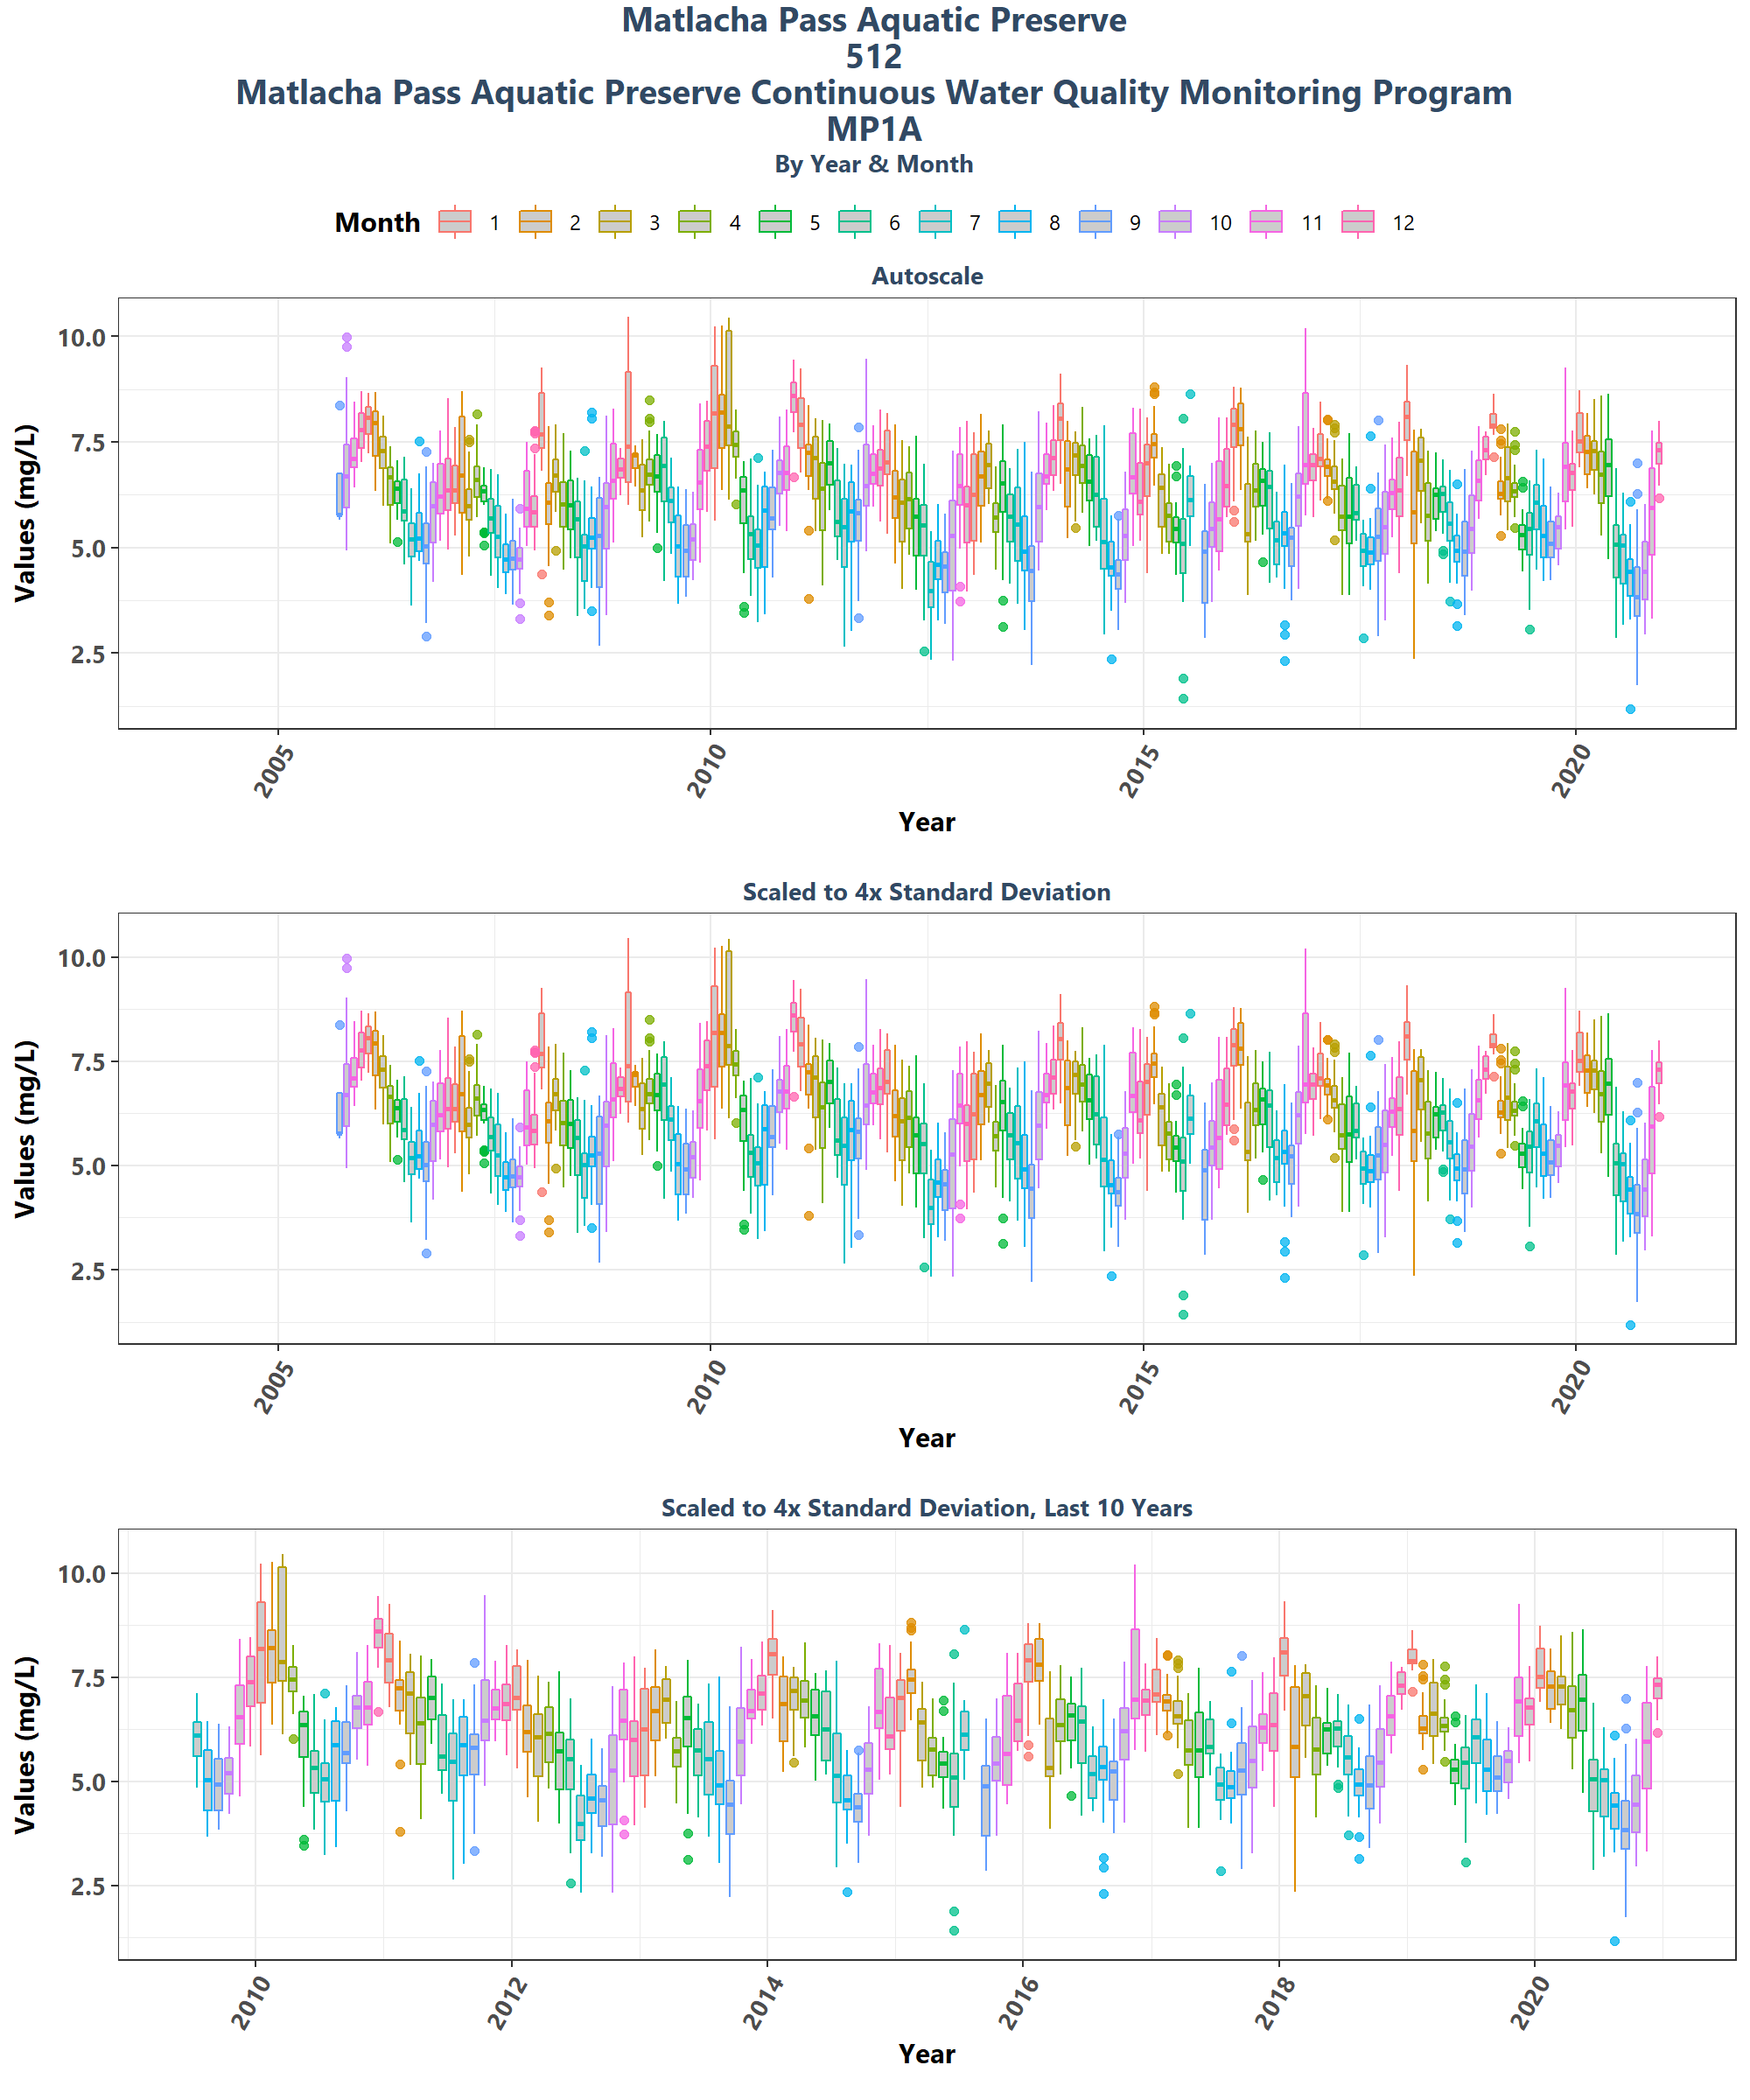 Matlacha Pass Aquatic Preserve
512
Matlacha Pass Aquatic Preserve Continuous Water Quality Monitoring Program
MP1A
By Year & Month
Month 1 2 3 4 5 6 7 8 9 10 11 12
Autoscale
10.0
7.5
5.0
2.5
Values (mg/L)
2005 2010 2015 2020
Year
Scaled to 4x Standard Deviation
10.0
7.5
5.0
2.5
Values (mg/L)
2005 2010 2015 2020
Year
Scaled to 4x Standard Deviation, Last 10 Years
10.0
7.5
5.0
2.5
Values (mg/L)
2010 2012 2014 2016 2018 2020
Year